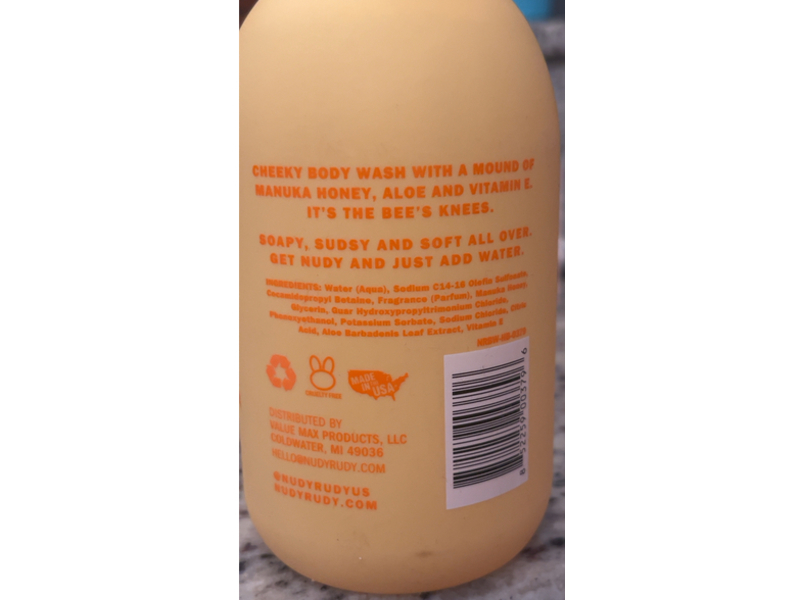 CHEEKY BODY WASH WITH A MOUND OF
MANUKA HONEY, ALOE AND VITAMIN E.
IT'S THE BEE'S KNEES.
SOAPY, SUDSY AND SOFT ALL OVER.
GET NUDY AND JUST ADD WATER.
INGREDIENTS: Water (Aqua), Sodium C14-16 Olefin Sulfonate,
Cocamidopropyl Betaine, Fragrance (Parfum), Manuka Honey,
Glycerin, Guar Hydroxypropyltrimonium Chloride,
Phenoxyethanol, Potassium Sorbate, Sodium Chloride, Citric
Acid, Aloe Barbadensis Leaf Extract, Vitamin E
CRUELTY FREE
MADE
IN
USA
DISTRIBUTED BY
VALUE MAX PRODUCTS, LLC
COLDWATER, MI 49036
HELLO@NUDYRUDY.COM
@NUDYRUDYUS
NUDYRUDY.COM
8 52259 00379 6